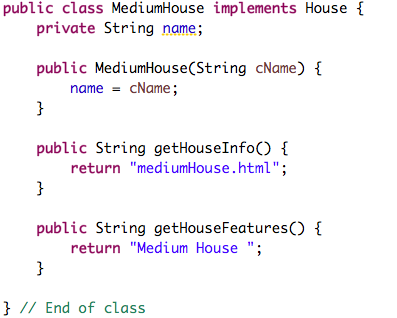 public class MediumHouse implements House {
    private String name;

    public MediumHouse(String cName) {
        name = cName;
    }

    public String getHouseInfo() {
        return "mediumHouse.html";
    }

    public String getHouseFeatures() {
        return "Medium House ";
    }

} // End of class